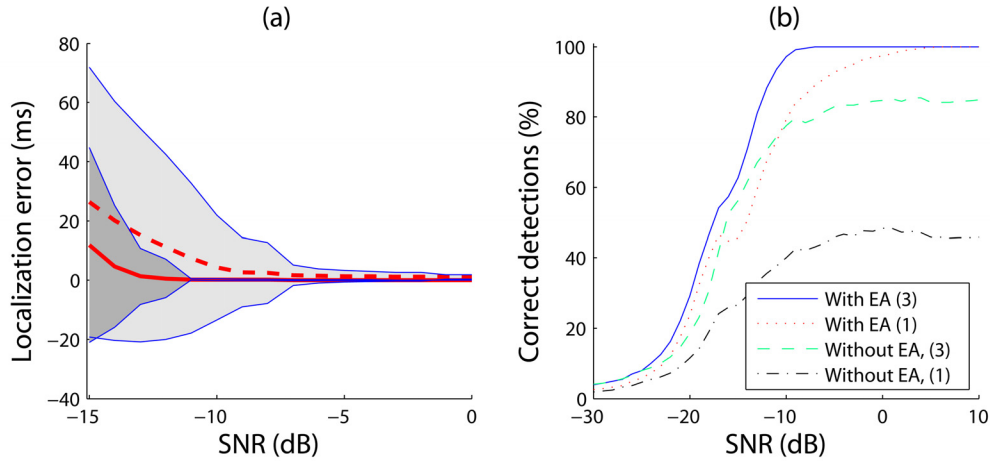 (a)
80
60
40
20
0
−20
−40
Localization error (ms)
−15
−10
−5
0
SNR (dB)
(b)
100
80
60
40
20
0
Correct detections (%)
With EA (3)
With EA (1)
Without EA, (3)
Without EA, (1)
−30
−20
−10
0
10
SNR (dB)